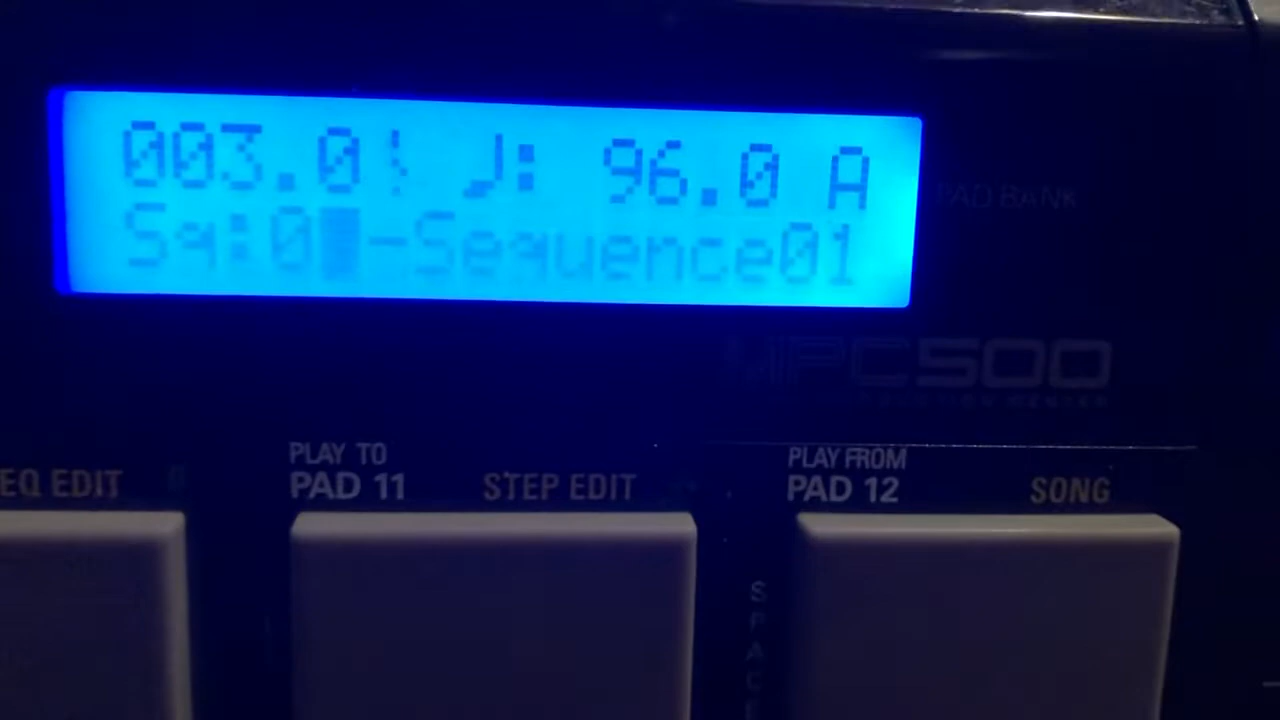 003.0 ♩: 96.0 A
Sq:0 -Sequence01
PAD BANK
MPC500
PLAY TO
PAD 11
STEP EDIT
EQ EDIT
PLAY FROM
PAD 12
SONG
SPACE